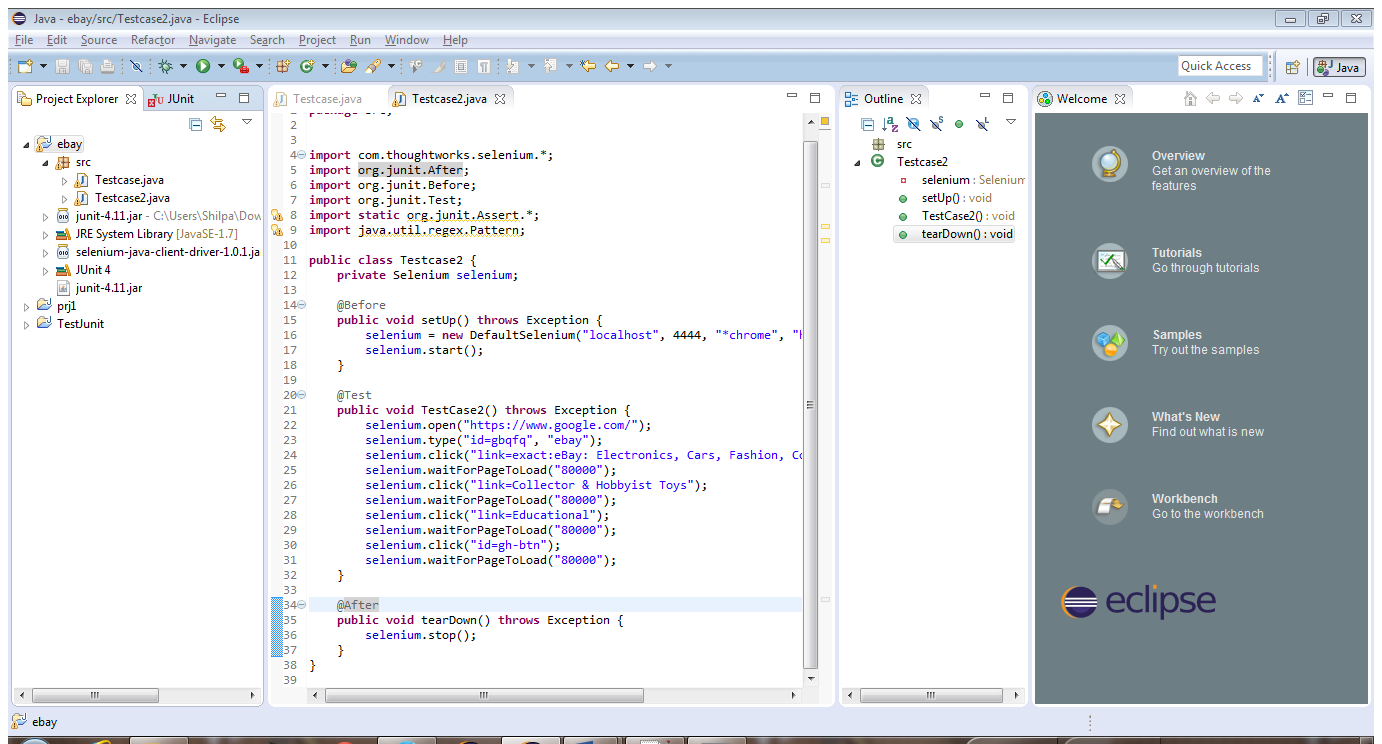 Java - ebay/src/Testcase2.java - Eclipse
File Edit Source Refactor Navigate Search Project Run Window Help
Quick Access
Java
Project Explorer
JUnit
ebay
src
Testcase.java
Testcase2.java
junit-4.11.jar - C:\Users\Shilpa\Dow
JRE System Library [JavaSE-1.7]
selenium-java-client-driver-1.0.1.ja
JUnit 4
junit-4.11.jar
prj1
TestJunit
Testcase.java
Testcase2.java
2
3
4 import com.thoughtworks.selenium.*;
5 import org.junit.After;
6 import org.junit.Before;
7 import org.junit.Test;
8 import static org.junit.Assert.*;
9 import java.util.regex.Pattern;
10
11 public class Testcase2 {
12 private Selenium selenium;
13
14 @Before
15 public void setUp() throws Exception {
16 selenium = new DefaultSelenium("localhost", 4444, "*chrome", "h
17 selenium.start();
18 }
19
20 @Test
21 public void TestCase2() throws Exception {
22 selenium.open("https://www.google.com/");
23 selenium.type("id=gbqfq", "ebay");
24 selenium.click("link=exact:eBay: Electronics, Cars, Fashion, Co
25 selenium.waitForPageToLoad("80000");
26 selenium.click("link=Collector & Hobbyist Toys");
27 selenium.waitForPageToLoad("80000");
28 selenium.click("link=Educational");
29 selenium.waitForPageToLoad("80000");
30 selenium.click("id=gh-btn");
31 selenium.waitForPageToLoad("80000");
32 }
33
34 @After
35 public void tearDown() throws Exception {
36 selenium.stop();
37 }
38 }
39
Outline
src
Testcase2
selenium : Selenium
setUp() : void
TestCase2() : void
tearDown() : void
Welcome
Overview
Get an overview of the
features
Tutorials
Go through tutorials
Samples
Try out the samples
What's New
Find out what is new
Workbench
Go to the workbench
eclipse
ebay